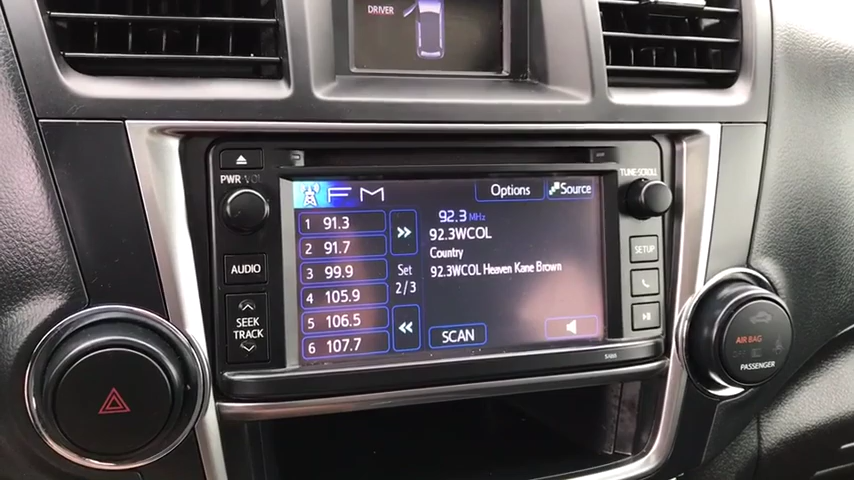 DRIVER
PWR VOL
TUNE·SCROLL
FM
Options
Source
1 91.3
2 91.7
3 99.9
4 105.9
5 106.5
6 107.7
Set
2/3
92.3 MHz
92.3WCOL
Country
92.3WCOL Heaven Kane Brown
SCAN
AUDIO
SEEK
TRACK
SETUP
AIR BAG
OFF
PASSENGER